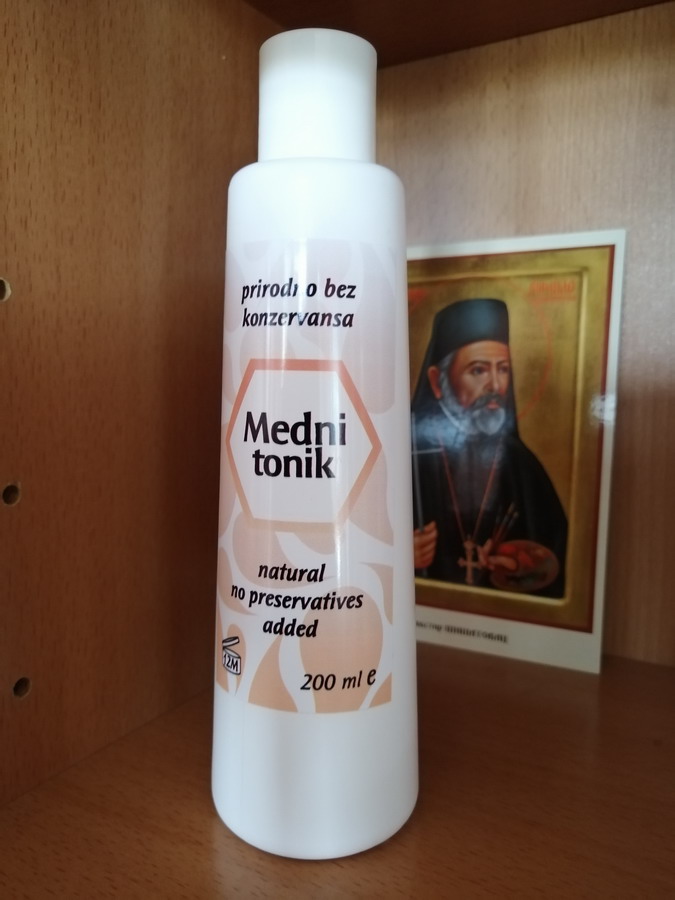 prirodno bez
konzervansa
Medni
tonik
natural
no preservatives
added
12M
200 ml e